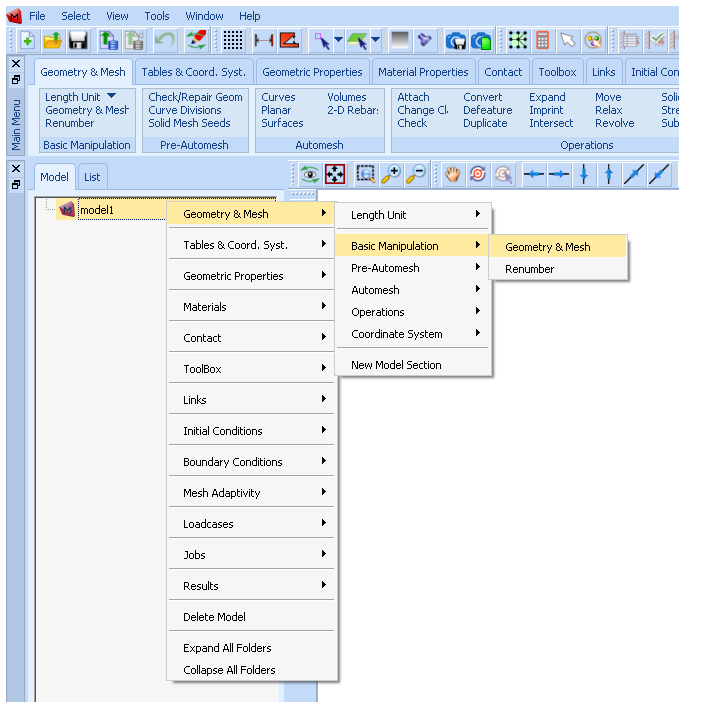 File Select View Tools Window Help
Main Menu
Geometry & Mesh Tables & Coord. Syst. Geometric Properties Material Properties Contact Toolbox Links Initial Con
Length Unit Check/Repair Geom Curves Volumes Attach Convert Expand Move Soli
Geometry & Mesh Curve Divisions Planar 2-D Rebar Change Cl Defeature Imprint Relax Stre
Renumber Solid Mesh Seeds Surfaces Check Duplicate Intersect Revolve Sub
Basic Manipulation Pre-Automesh Automesh Operations
Model List
model1
Geometry & Mesh
Tables & Coord. Syst.
Geometric Properties
Materials
Contact
ToolBox
Links
Initial Conditions
Boundary Conditions
Mesh Adaptivity
Loadcases
Jobs
Results
Delete Model
Expand All Folders
Collapse All Folders
Length Unit
Basic Manipulation
Pre-Automesh
Automesh
Operations
Coordinate System
New Model Section
Geometry & Mesh
Renumber